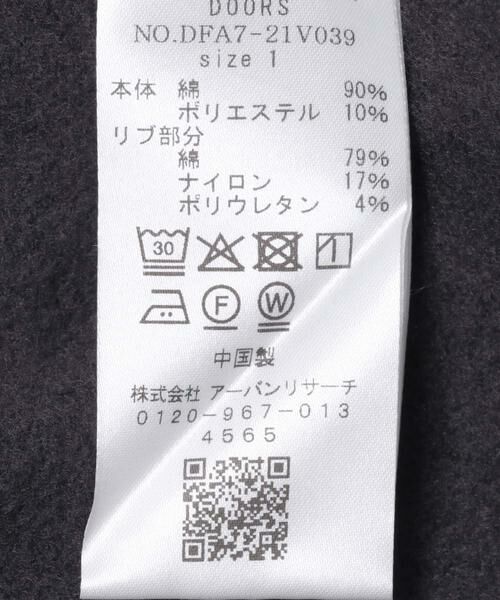 DOORS
NO.DFA7-21V039
size 1
本体 綿 90%
ポリエステル 10%
リブ部分
綿 79%
ナイロン 17%
ポリウレタン 4%
30
F W
中国製
株式会社 アーバンリサーチ
0120-967-013
4565